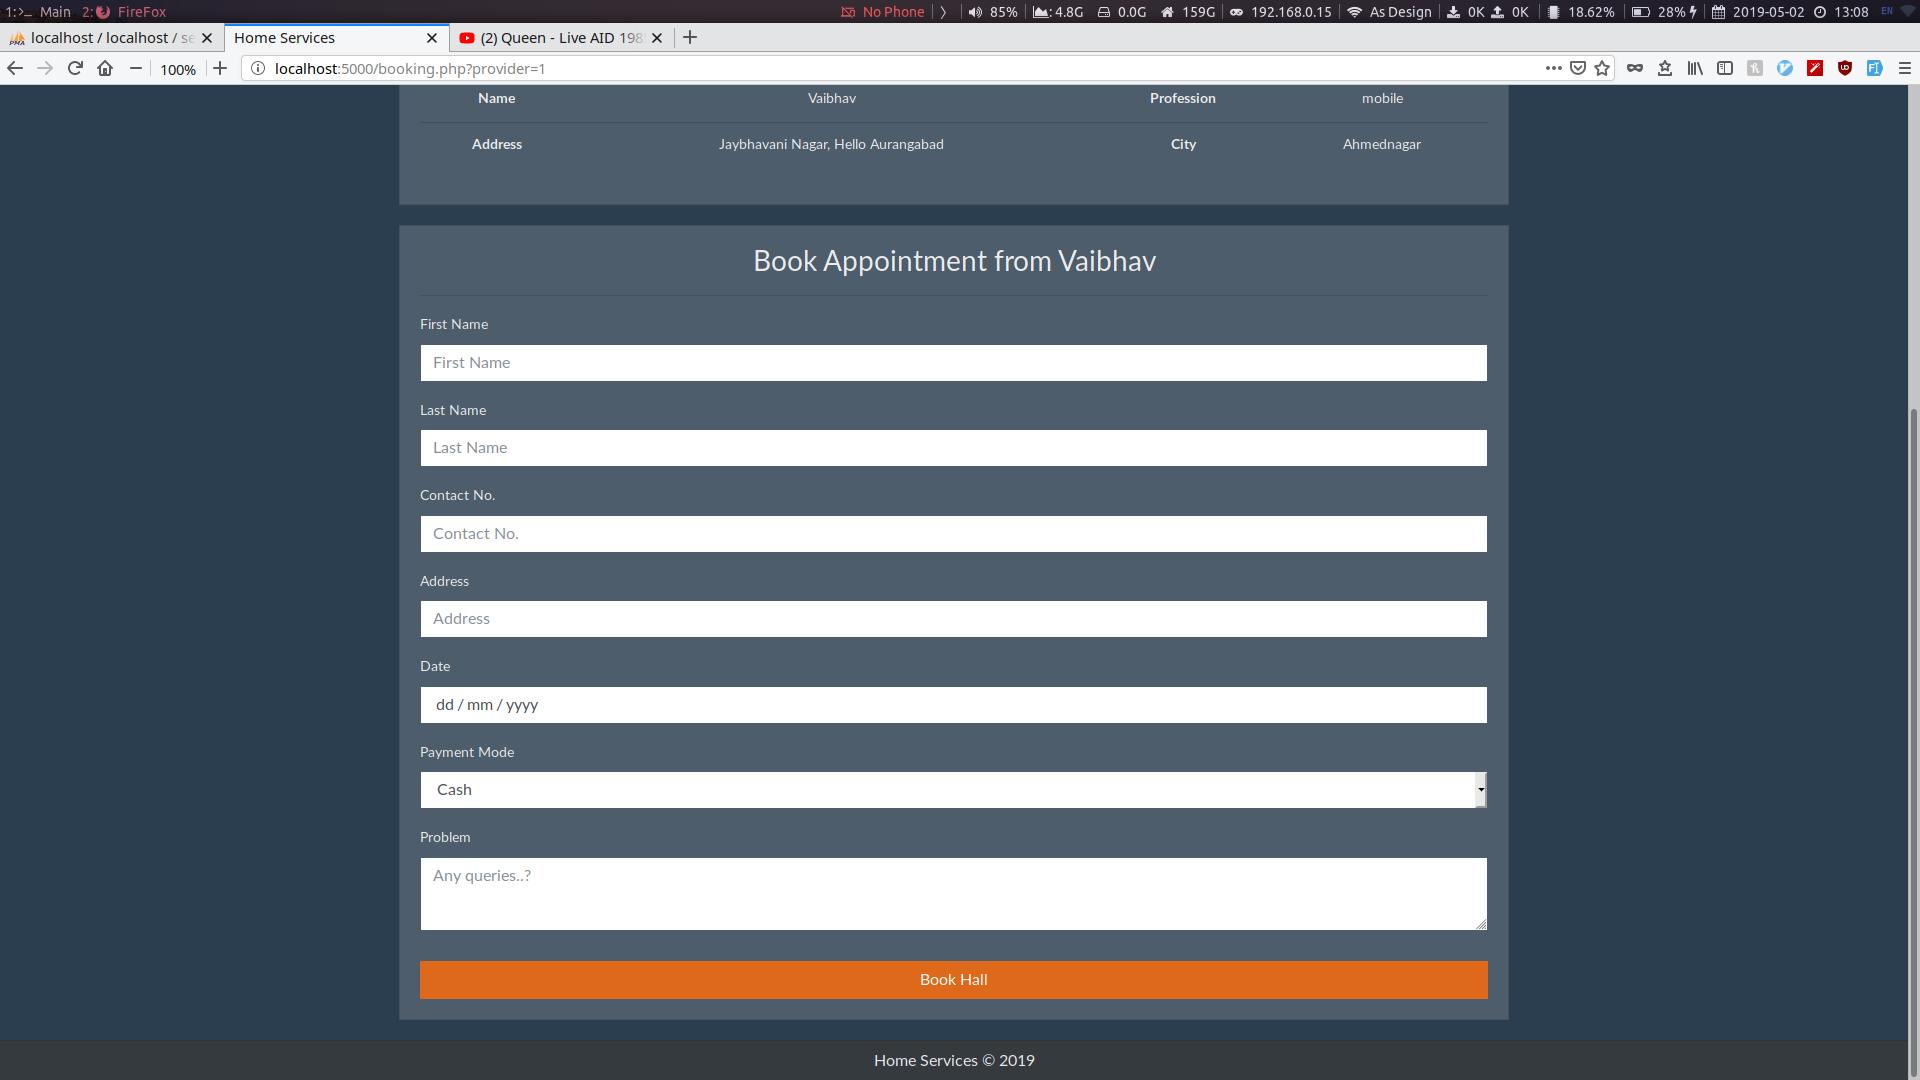 1:>_ Main 2: FireFox No Phone 85% : 4.8G 0.0G 159G 192.168.0.15 As Design 0K 0K 18.62% 28% 2019-05-02 13:08 EN
localhost / localhost / se Home Services (2) Queen - Live AID 198
100% localhost:5000/booking.php?provider=1
Name Vaibhav Profession mobile
Address Jaybhavani Nagar, Hello Aurangabad City Ahmednagar
Book Appointment from Vaibhav
First Name
First Name
Last Name
Last Name
Contact No.
Contact No.
Address
Address
Date
dd / mm / yyyy
Payment Mode
Cash
Problem
Any queries..?
Book Hall
Home Services © 2019